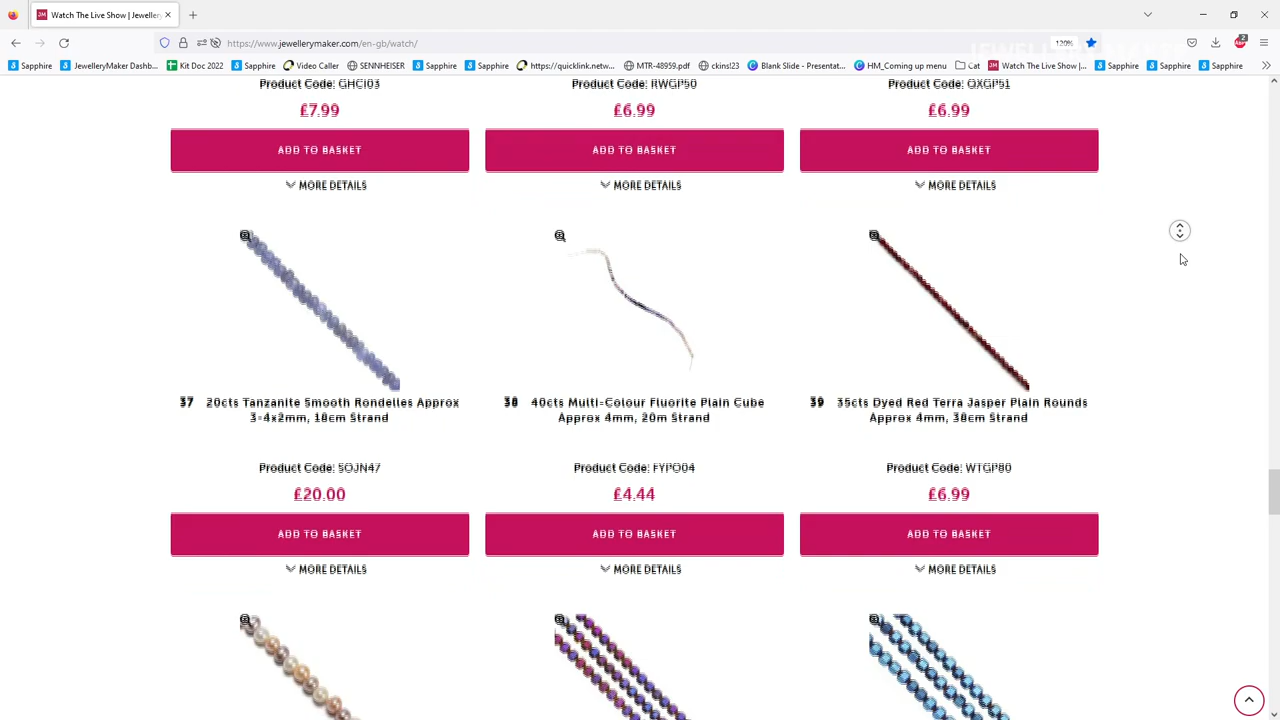 Watch The Live Show | Jeweller
https://www.jewellerymaker.com/en-gb/watch/
120%
2
Sapphire
JewelleryMaker Dashb...
Kit Doc 2022
Sapphire
Video Caller
SENNHEISER
Sapphire
Sapphire
https://quicklink.netw...
MTR-48959.pdf
ckins123
Blank Slide - Presentat...
HM_Coming up menu
Cat
Watch The Live Show |...
Sapphire
Sapphire
Sapphire
Product Code: GHCI03
Product Code: RWGP50
Product Code: QXGP51
£7.99
£6.99
£6.99
ADD TO BASKET
ADD TO BASKET
ADD TO BASKET
MORE DETAILS
MORE DETAILS
MORE DETAILS
37 20cts Tanzanite Smooth Rondelles Approx
3-4x2mm, 18cm Strand
38 40cts Multi-Colour Fluorite Plain Cube
Approx 4mm, 20m Strand
39 35cts Dyed Red Terra Jasper Plain Rounds
Approx 4mm, 38cm Strand
Product Code: SOJN47
Product Code: FYPO04
Product Code: WTGP80
£20.00
£4.44
£6.99
ADD TO BASKET
ADD TO BASKET
ADD TO BASKET
MORE DETAILS
MORE DETAILS
MORE DETAILS